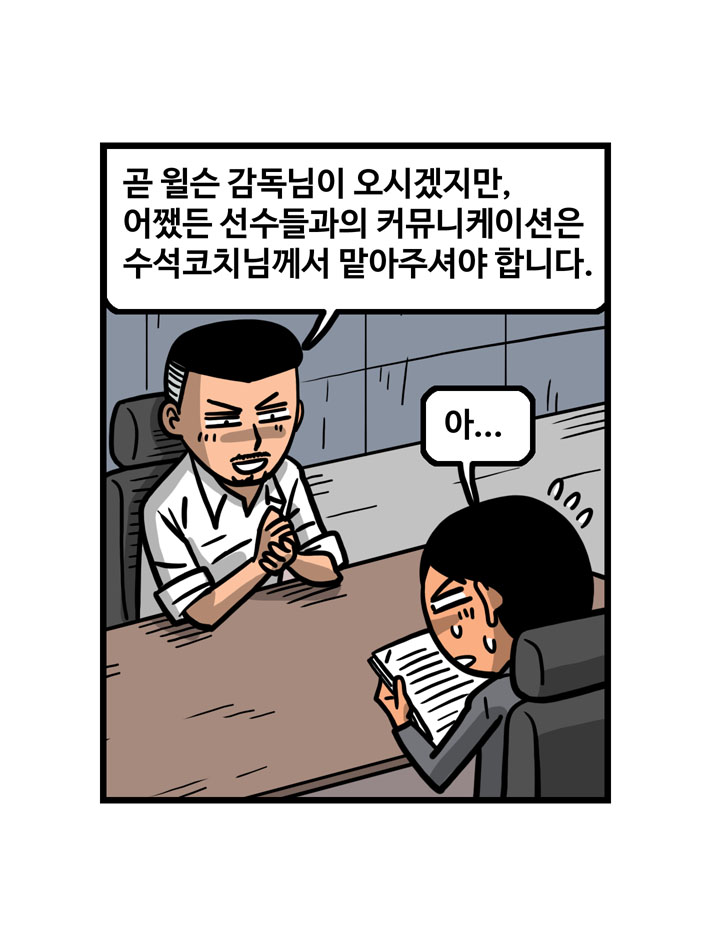 곧 윌슨 감독님이 오시겠지만,
어쨌든 선수들과의 커뮤니케이션은
수석코치님께서 맡아주셔야 합니다.
아...